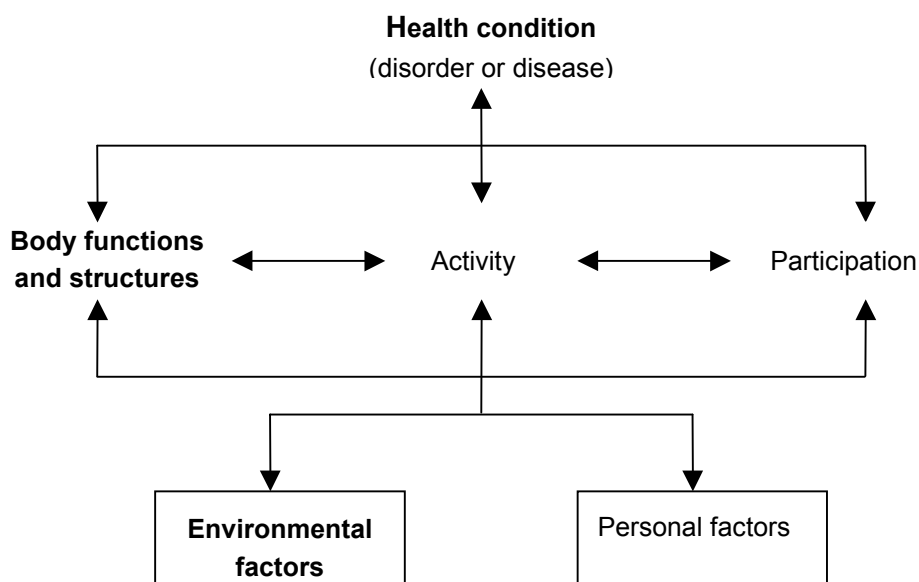 Health condition
(disorder or disease)
Body functions
and structures
Activity
Participation
Environmental
factors
Personal factors